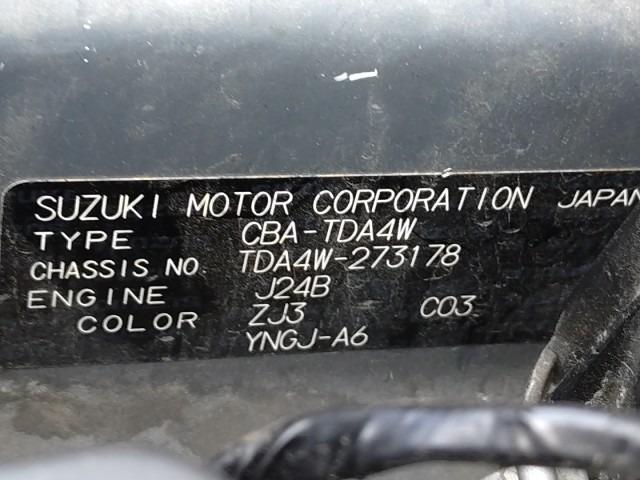 SUZUKI MOTOR CORPORATION JAPAN
TYPE CBA-TDA4W
CHASSIS NO. TDA4W-273178
ENGINE J24B
COLOR ZJ3 C03
YNGJ-A6